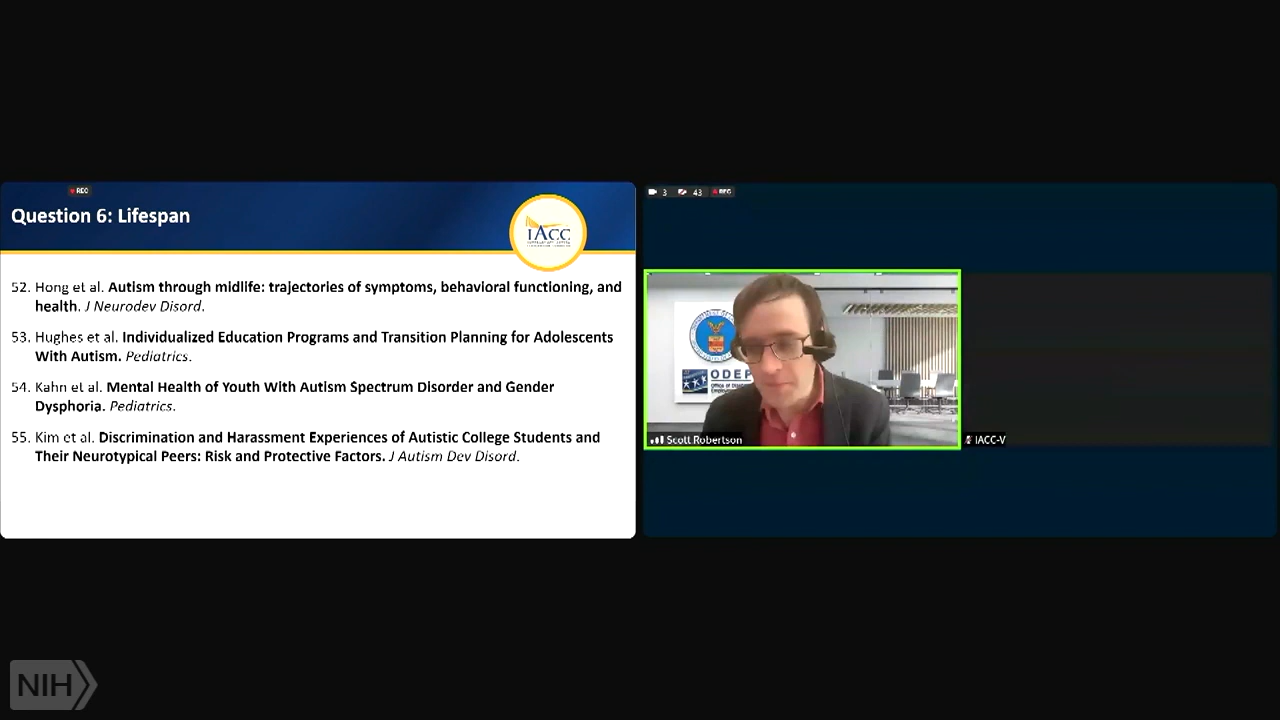 REC
Question 6: Lifespan
IACC
52. Hong et al. Autism through midlife: trajectories of symptoms, behavioral functioning, and
health. J Neurodev Disord.
53. Hughes et al. Individualized Education Programs and Transition Planning for Adolescents
With Autism. Pediatrics.
54. Kahn et al. Mental Health of Youth With Autism Spectrum Disorder and Gender
Dysphoria. Pediatrics.
55. Kim et al. Discrimination and Harassment Experiences of Autistic College Students and
Their Neurotypical Peers: Risk and Protective Factors. J Autism Dev Disord.
3 43 REC
ODEP
Office of Disa
Employme
Scott Robertson
IACC-V
NIH